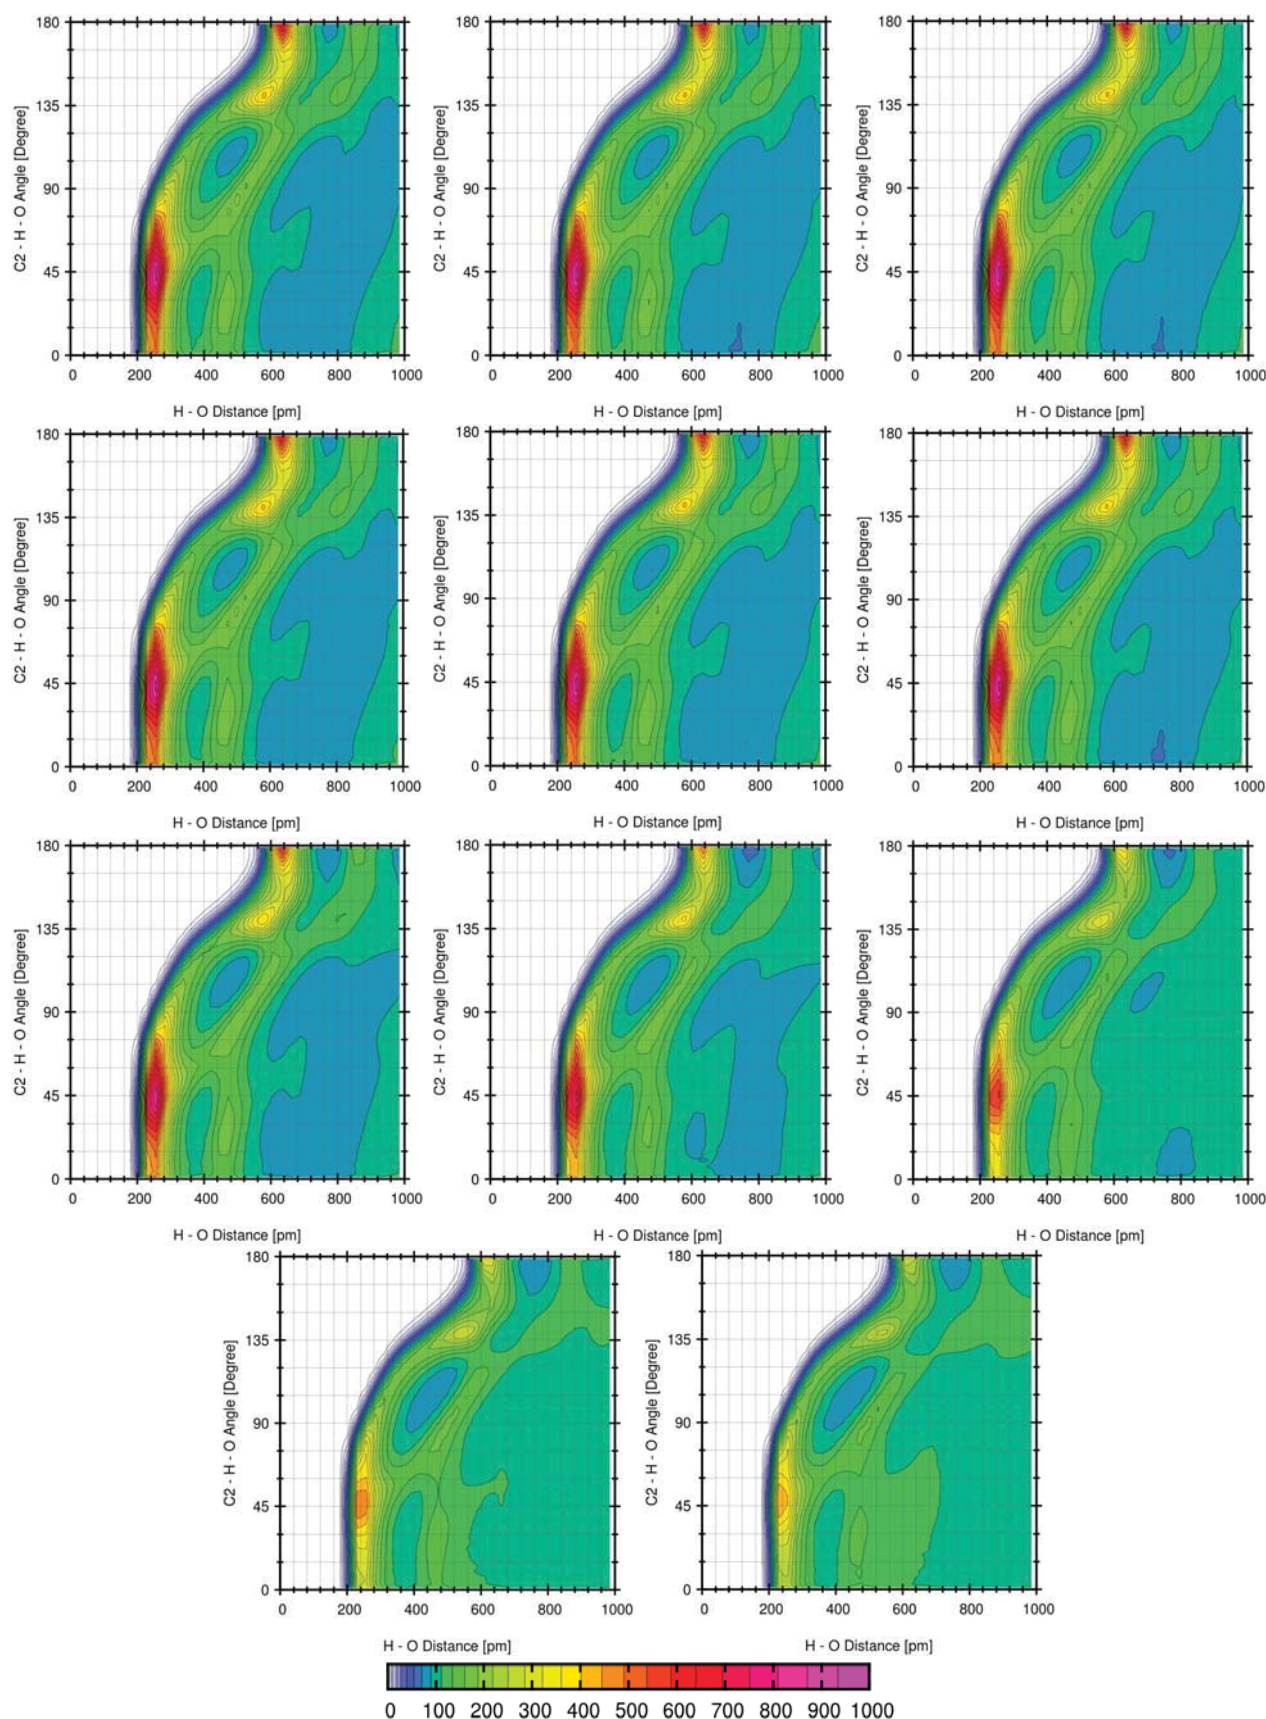 180 180 180
135 135 135
C2 - H - O Angle [Degree] C2 - H - O Angle [Degree] C2 - H - O Angle [Degree]
90 90 90
45 45 45
0 0 0
0 200 400 600 800 1000 0 200 400 600 800 1000 0 200 400 600 800 1000
H - O Distance [pm] H - O Distance [pm] H - O Distance [pm]
180 180 180
135 135 135
C2 - H - O Angle [Degree] C2 - H - O Angle [Degree] C2 - H - O Angle [Degree]
90 90 90
45 45 45
0 0 0
0 200 400 600 800 1000 0 200 400 600 800 1000 0 200 400 600 800 1000
H - O Distance [pm] H - O Distance [pm] H - O Distance [pm]
180 180 180
135 135 135
C2 - H - O Angle [Degree] C2 - H - O Angle [Degree] C2 - H - O Angle [Degree]
90 90 90
45 45 45
0 0 0
0 200 400 600 800 1000 0 200 400 600 800 1000 0 200 400 600 800 1000
H - O Distance [pm] H - O Distance [pm] H - O Distance [pm]
180 180
135 135
C2 - H - O Angle [Degree] C2 - H - O Angle [Degree]
90 90
45 45
0 0
0 200 400 600 800 1000 0 200 400 600 800 1000
H - O Distance [pm] H - O Distance [pm]
0 100 200 300 400 500 600 700 800 900 1000